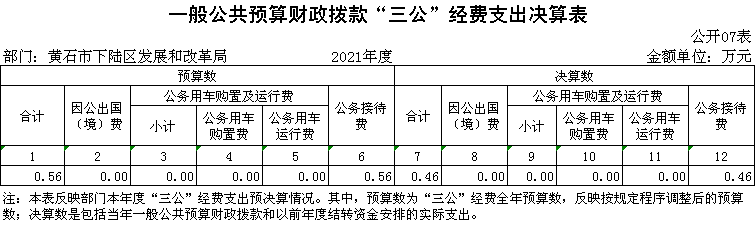 一般公共预算财政拨款“三公”经费支出决算表
公开07表
部门：黄石市下陆区发展和改革局 2021年度 金额单位：万元
预算数 决算数
合计 因公出国（境）费 公务用车购置及运行费 公务接待费 合计 因公出国（境）费 公务用车购置及运行费 公务接待费
小计 公务用车购置费 公务用车运行费 小计 公务用车购置费 公务用车运行费
1 2 3 4 5 6 7 8 9 10 11 12
0.56 0.00 0.00 0.00 0.00 0.56 0.46 0.00 0.00 0.00 0.00 0.46
注：本表反映部门本年度“三公”经费支出预决算情况。其中，预算数为“三公”经费全年预算数，反映按规定程序调整后的预算
数；决算数是包括当年一般公共预算财政拨款和以前年度结转资金安排的实际支出。